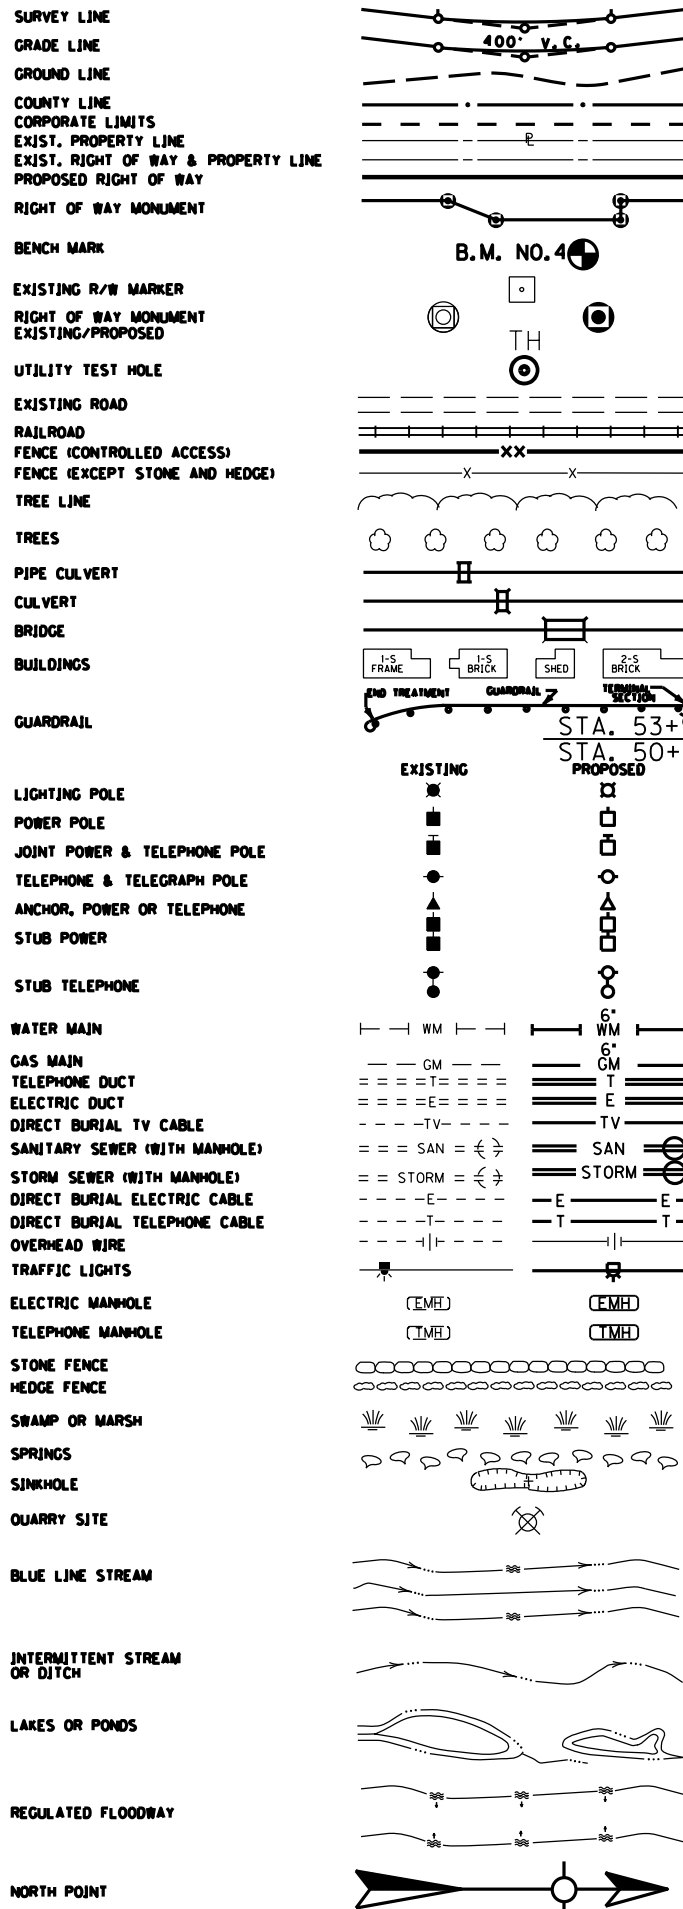 SURVEY LINE
GRADE LINE 400' V.C.
GROUND LINE
COUNTY LINE
CORPORATE LIMITS
EXIST. PROPERTY LINE PL
EXIST. RIGHT OF WAY & PROPERTY LINE
PROPOSED RIGHT OF WAY
RIGHT OF WAY MONUMENT
BENCH MARK B.M. NO.4
EXISTING R/W MARKER
RIGHT OF WAY MONUMENT
EXISTING/PROPOSED
TH
UTILITY TEST HOLE
EXISTING ROAD
RAILROAD
FENCE (CONTROLLED ACCESS) XX
FENCE (EXCEPT STONE AND HEDGE) X X
TREE LINE
TREES
PIPE CULVERT
CULVERT
BRIDGE
BUILDINGS 1-S FRAME 1-S BRICK SHED 2-S BRICK
END TREATMENT GUARDRAIL TERMINAL SECTION
GUARDRAIL
STA. 53+
STA. 50+
EXISTING PROPOSED
LIGHTING POLE
POWER POLE
JOINT POWER & TELEPHONE POLE
TELEPHONE & TELEGRAPH POLE
ANCHOR, POWER OR TELEPHONE
STUB POWER
STUB TELEPHONE
6"
WATER MAIN WM WM
6"
GAS MAIN GM GM
TELEPHONE DUCT T T
ELECTRIC DUCT E E
DIRECT BURIAL TV CABLE TV TV
SANITARY SEWER (WITH MANHOLE) SAN SAN
STORM SEWER (WITH MANHOLE) STORM STORM
DIRECT BURIAL ELECTRIC CABLE E E E
DIRECT BURIAL TELEPHONE CABLE T T T
OVERHEAD WIRE
TRAFFIC LIGHTS
ELECTRIC MANHOLE EMH EMH
TELEPHONE MANHOLE TMH TMH
STONE FENCE
HEDGE FENCE
SWAMP OR MARSH
SPRINGS
SINKHOLE
QUARRY SITE
BLUE LINE STREAM
INTERMITTENT STREAM
OR DITCH
LAKES OR PONDS
REGULATED FLOODWAY
NORTH POINT